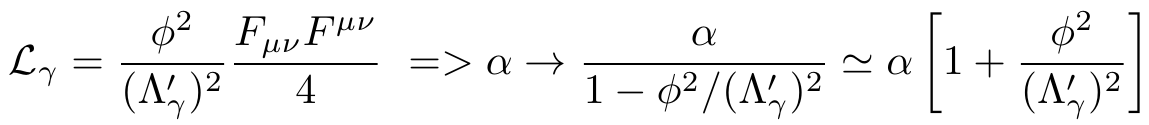 $\mathcal{L}_{\gamma} = \frac{\phi^2}{(\Lambda'_{\gamma})^2} \frac{F_{\mu\nu}F^{\mu\nu}}{4} \; => \alpha \to \frac{\alpha}{1 - \phi^2/(\Lambda'_{\gamma})^2} \simeq \alpha \left[ 1 + \frac{\phi^2}{(\Lambda'_{\gamma})^2} \right]$